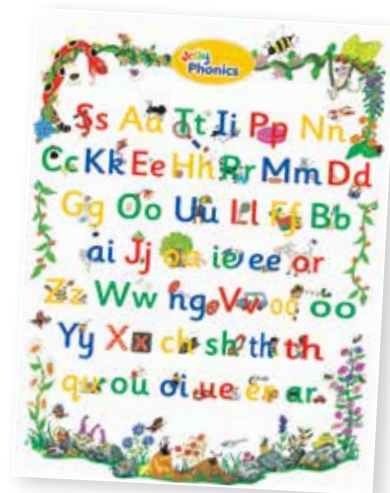 Jolly
Phonics
Ss Aa Tt Ii Pp Nn
Cc Kk Ee Hh Rr Mm Dd
Gg Oo Uu Ll Ff Bb
ai Jj oa ie ee or
Zz Ww ng Vv oo oo
Yy Xx ch sh th th
qu ou oi ue er ar